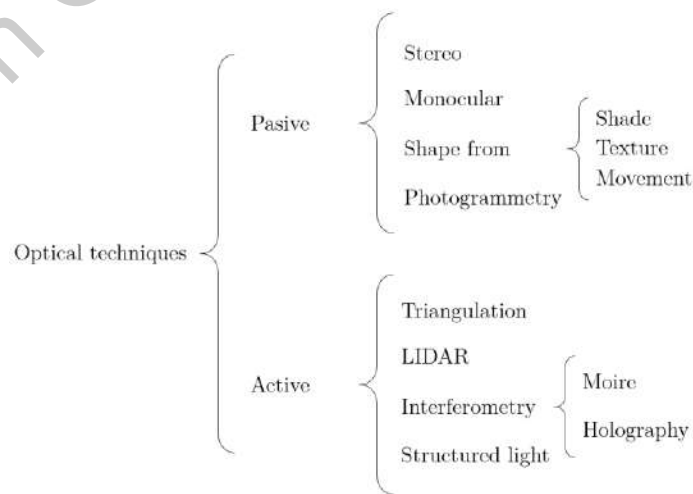 Stereo
Monocular
Pasive
Shape from
Shade
Texture
Movement
Photogrammetry
Optical techniques
Triangulation
LIDAR
Active
Interferometry
Moire
Holography
Structured light